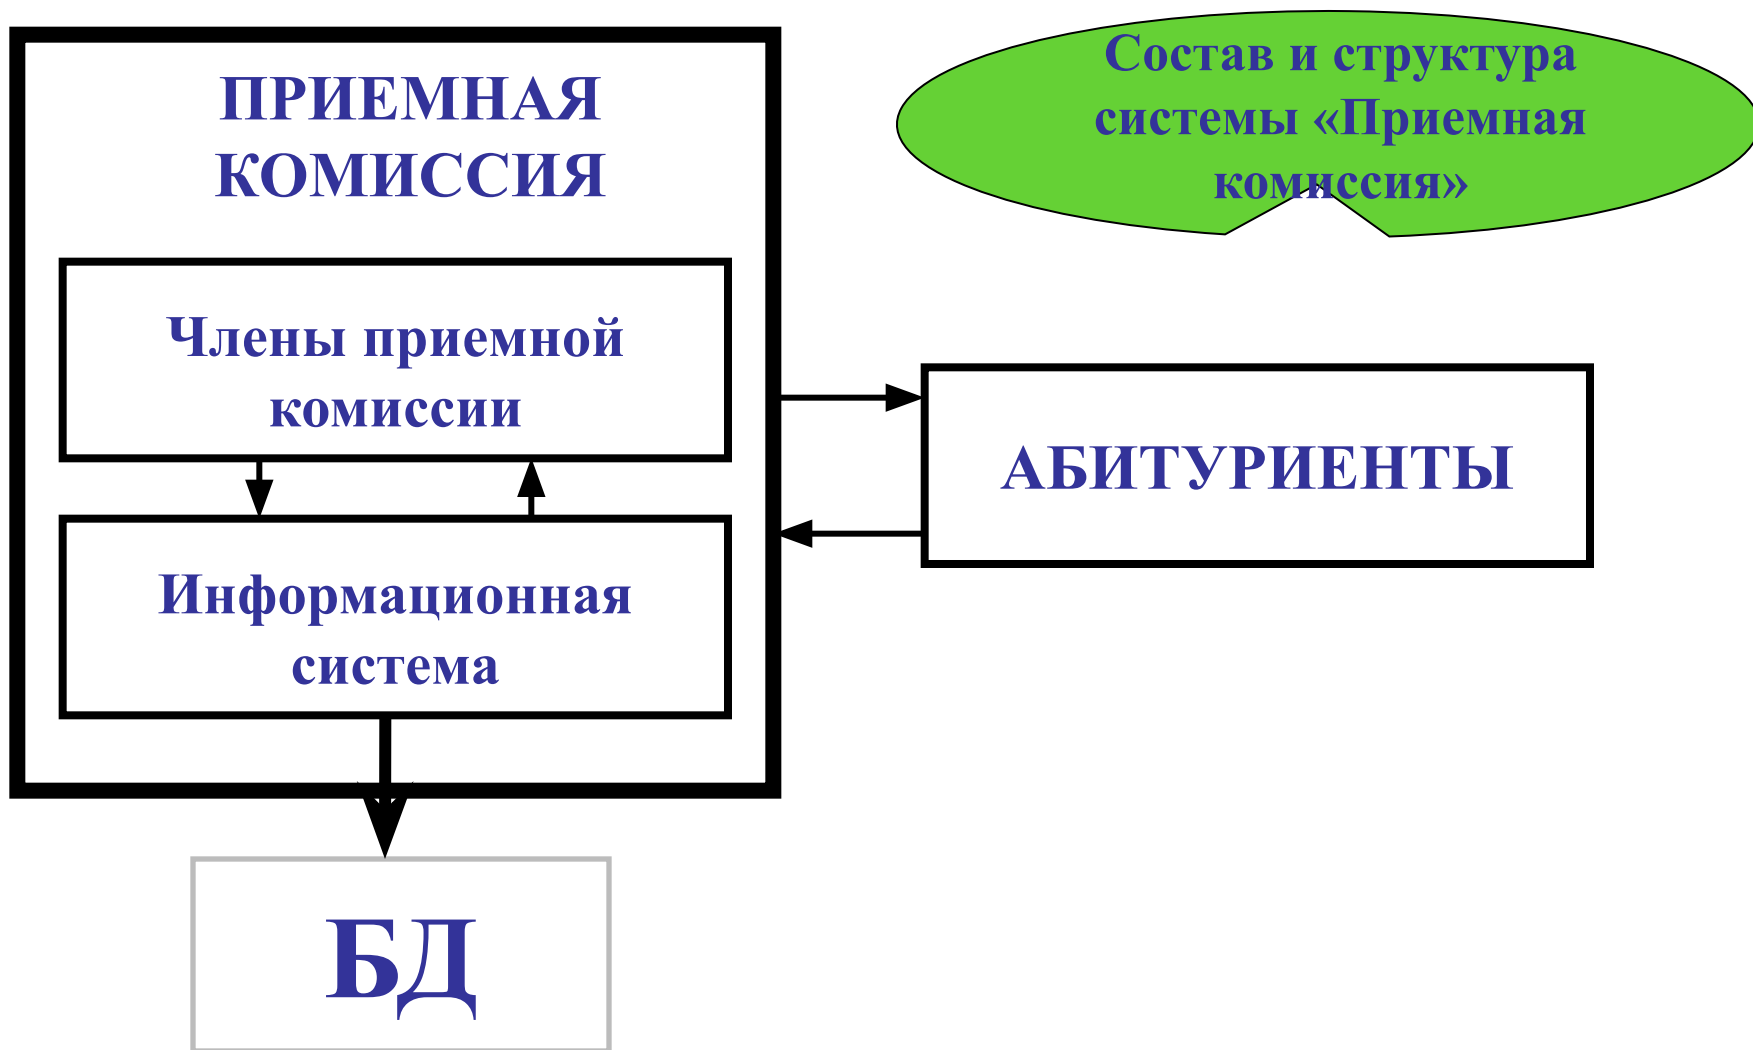 ПРИЕМНАЯ
КОМИССИЯ
Состав и структура
системы «Приемная
комиссия»
Члены приемной
комиссии
АБИТУРИЕНТЫ
Информационная
система
БД